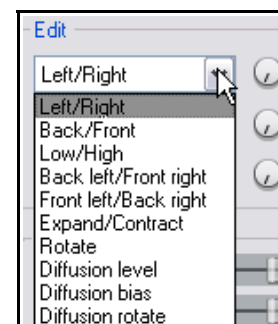 Edit
Left/Right
Left/Right
Back/Front
Low/High
Back left/Front right
Front left/Back right
Expand/Contract
Rotate
Diffusion level
Diffusion bias
Diffusion rotate